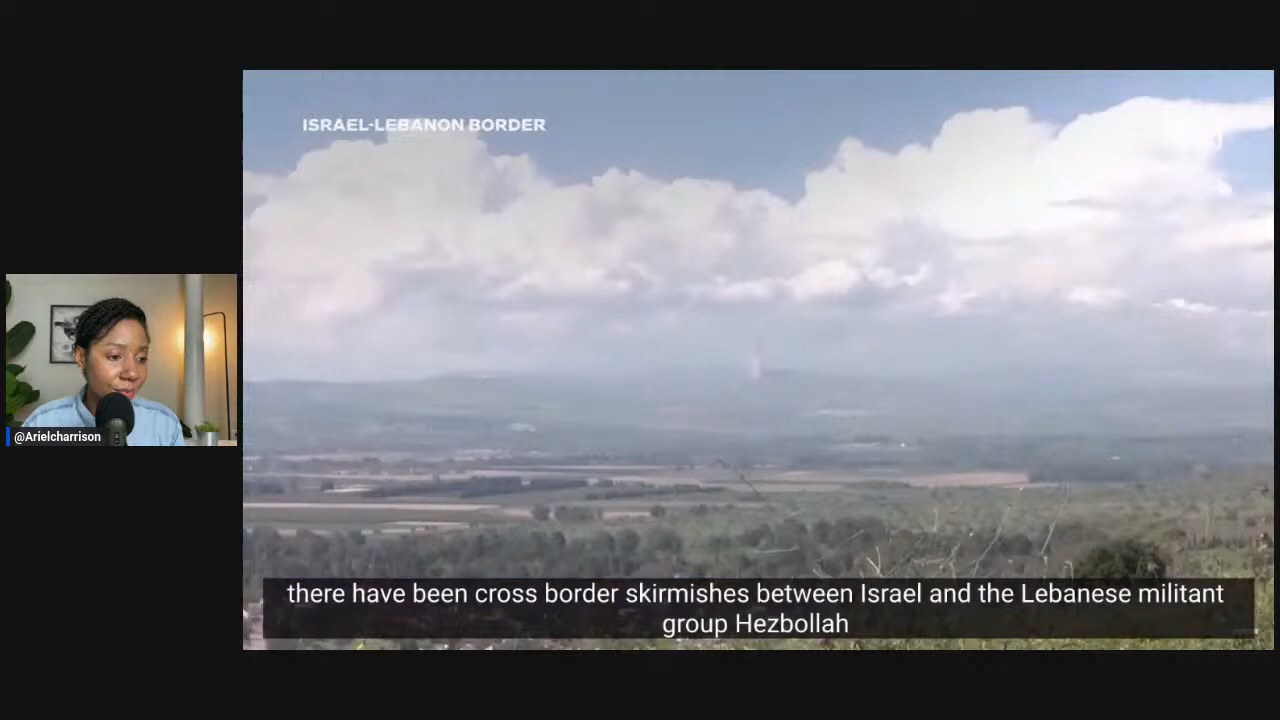 ISRAEL-LEBANON BORDER
@Arielcharrison
there have been cross border skirmishes between Israel and the Lebanese militant
group Hezbollah